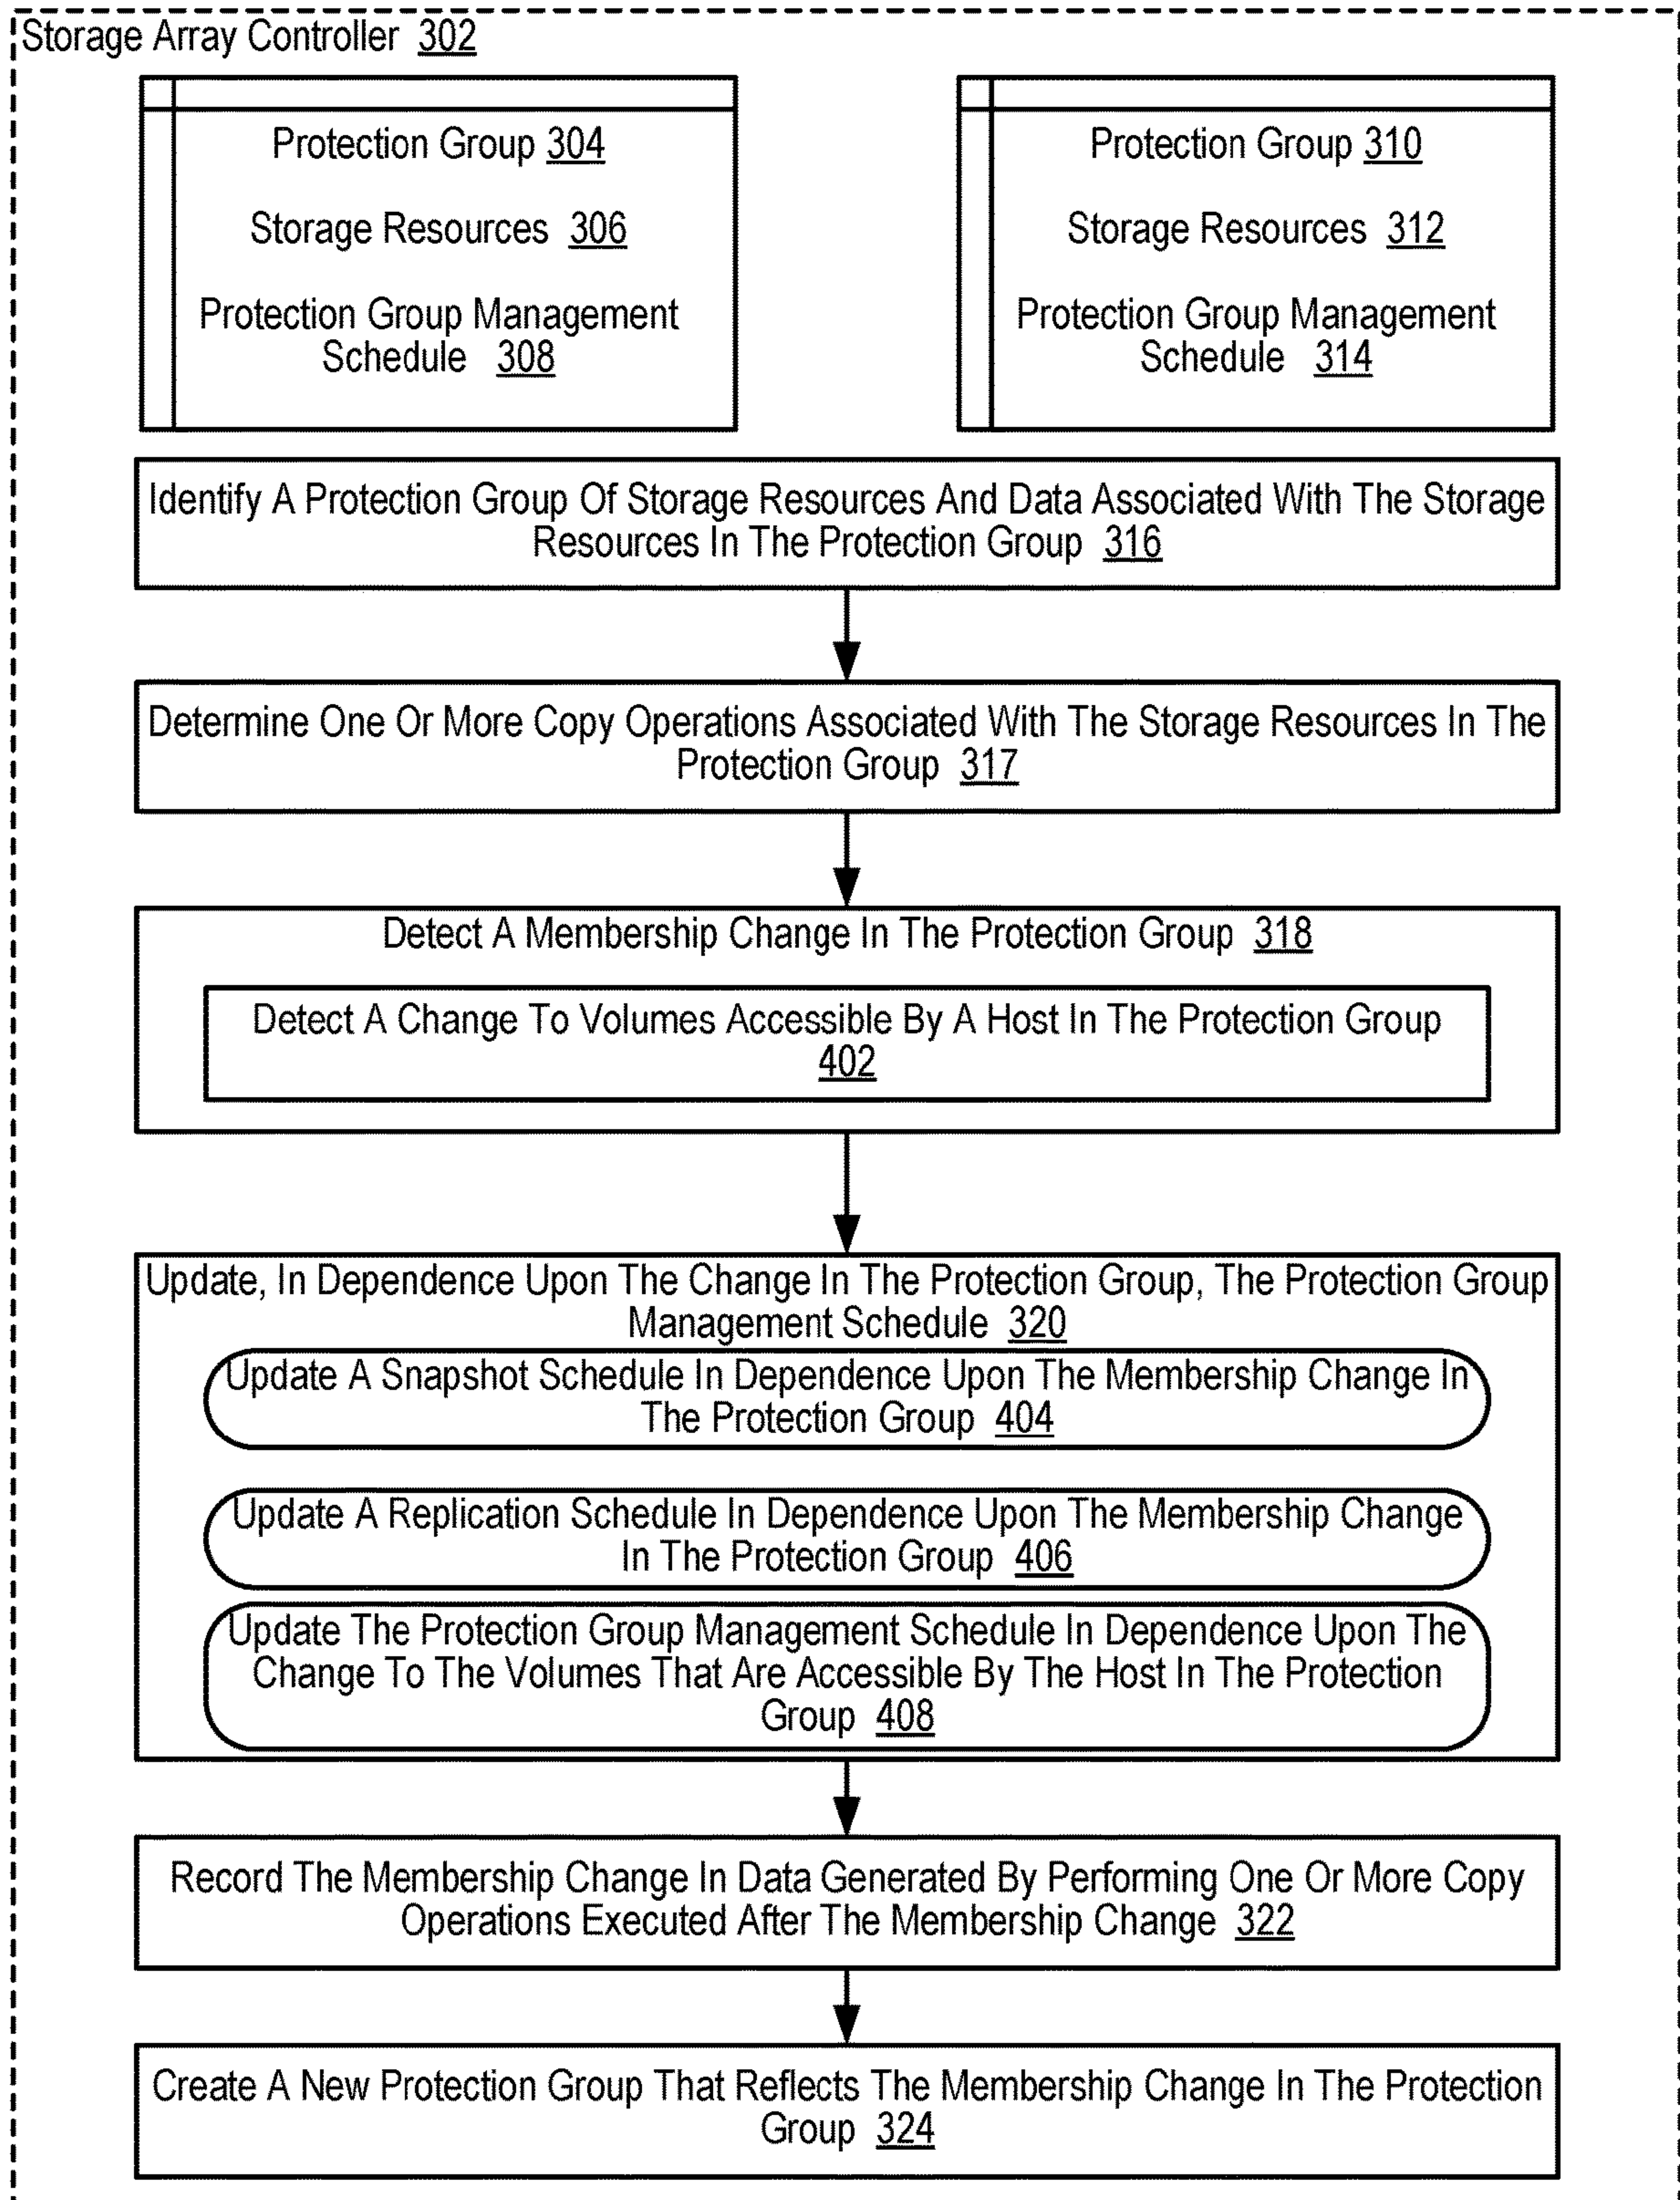 Storage Array Controller 302
Protection Group 304
Storage Resources 306
Protection Group Management
Schedule 308
Protection Group 310
Storage Resources 312
Protection Group Management
Schedule 314
Identify A Protection Group Of Storage Resources And Data Associated With The Storage
Resources In The Protection Group 316
Determine One Or More Copy Operations Associated With The Storage Resources In The
Protection Group 317
Detect A Membership Change In The Protection Group 318
Detect A Change To Volumes Accessible By A Host In The Protection Group
402
Update, In Dependence Upon The Change In The Protection Group, The Protection Group
Management Schedule 320
Update A Snapshot Schedule In Dependence Upon The Membership Change In
The Protection Group 404
Update A Replication Schedule In Dependence Upon The Membership Change
In The Protection Group 406
Update The Protection Group Management Schedule In Dependence Upon The
Change To The Volumes That Are Accessible By The Host In The Protection
Group 408
Record The Membership Change In Data Generated By Performing One Or More Copy
Operations Executed After The Membership Change 322
Create A New Protection Group That Reflects The Membership Change In The Protection
Group 324